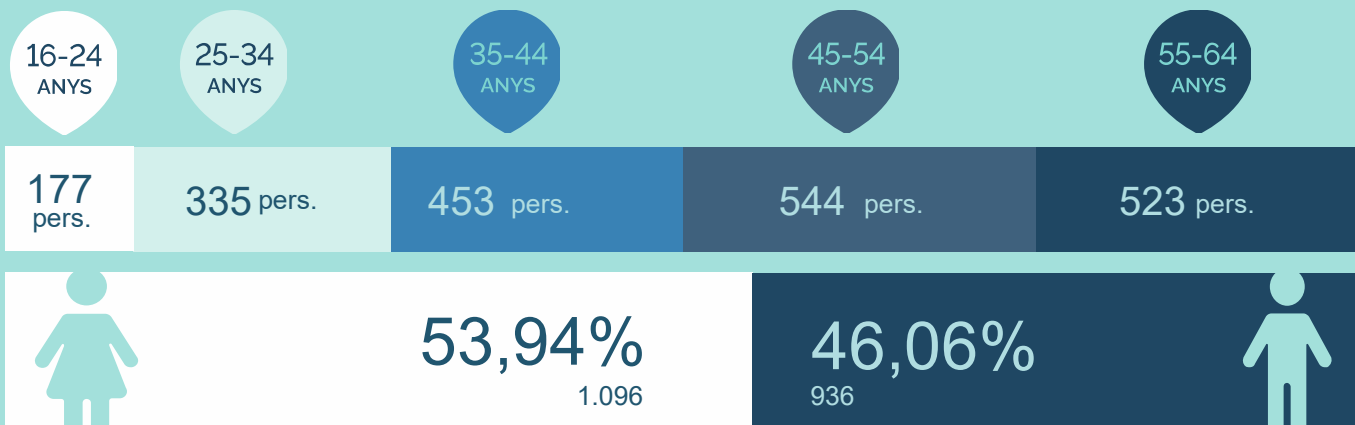 16-24
ANYS
25-34
ANYS
35-44
ANYS
45-54
ANYS
55-64
ANYS
177
pers.
335 pers.
453 pers.
544 pers.
523 pers.
53,94%
1.096
46,06%
936